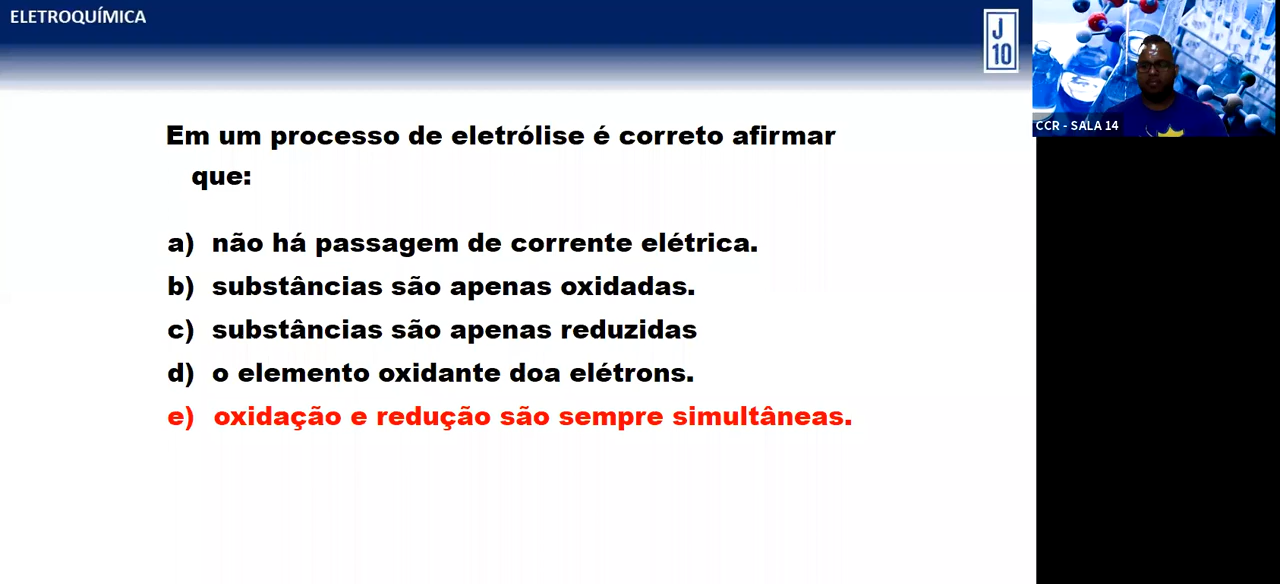 ELETROQUÍMICA
J
10
CCR - SALA 14
Em um processo de eletrólise é correto afirmar
que:
a) não há passagem de corrente elétrica.
b) substâncias são apenas oxidadas.
c) substâncias são apenas reduzidas
d) o elemento oxidante doa elétrons.
e) oxidação e redução são sempre simultâneas.